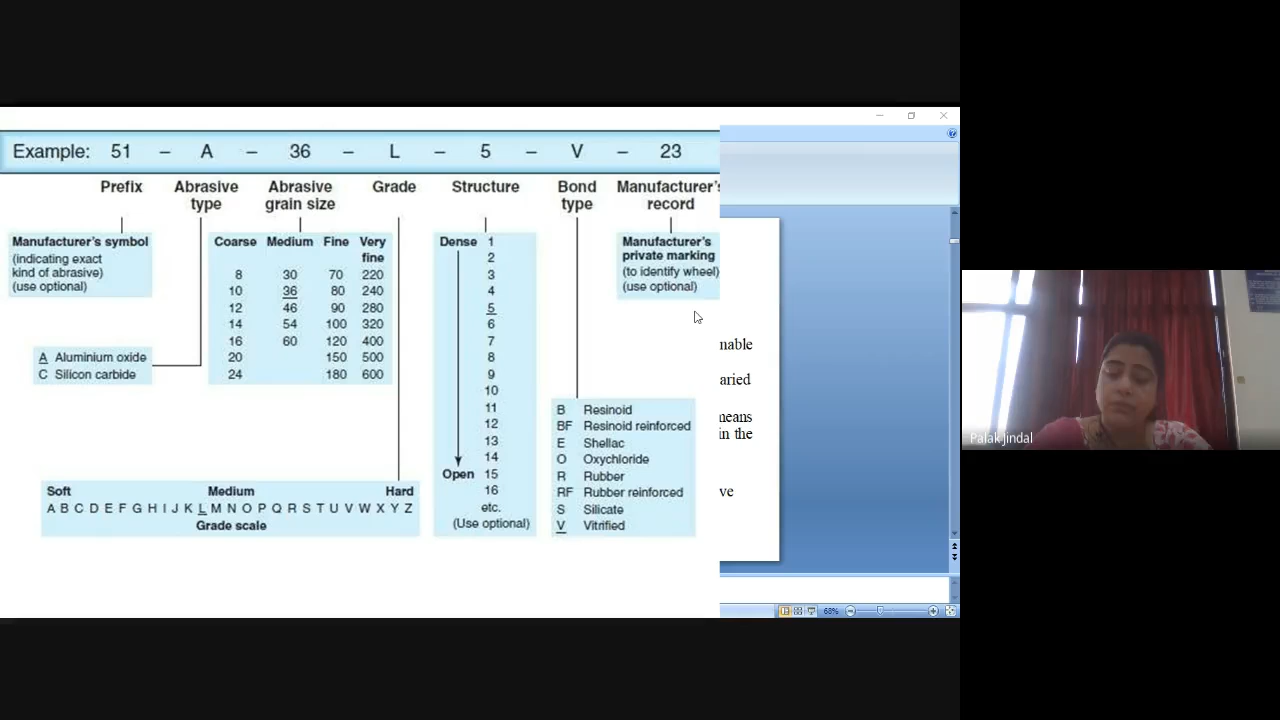 Example: 51 – A – 36 – L – 5 – V – 23
Prefix Abrasive type Abrasive grain size Grade Structure Bond type Manufacturer's record
Manufacturer's symbol
(indicating exact
kind of abrasive)
(use optional)
A Aluminium oxide
C Silicon carbide
Coarse Medium Fine Very fine
8 30 70 220
10 36 80 240
12 46 90 280
14 54 100 320
16 60 120 400
20 150 500
24 180 600
Soft Medium Hard
A B C D E F G H I J K L M N O P Q R S T U V W X Y Z
Grade scale
Dense 1
2
3
4
5
6
7
8
9
10
11
12
13
14
Open 15
16
etc.
(Use optional)
B Resinoid
BF Resinoid reinforced
E Shellac
O Oxychloride
R Rubber
RF Rubber reinforced
S Silicate
V Vitrified
Manufacturer's
private marking
(to identify wheel)
(use optional)
nable
aried
neans
in the
ve
68%
Palak Jindal